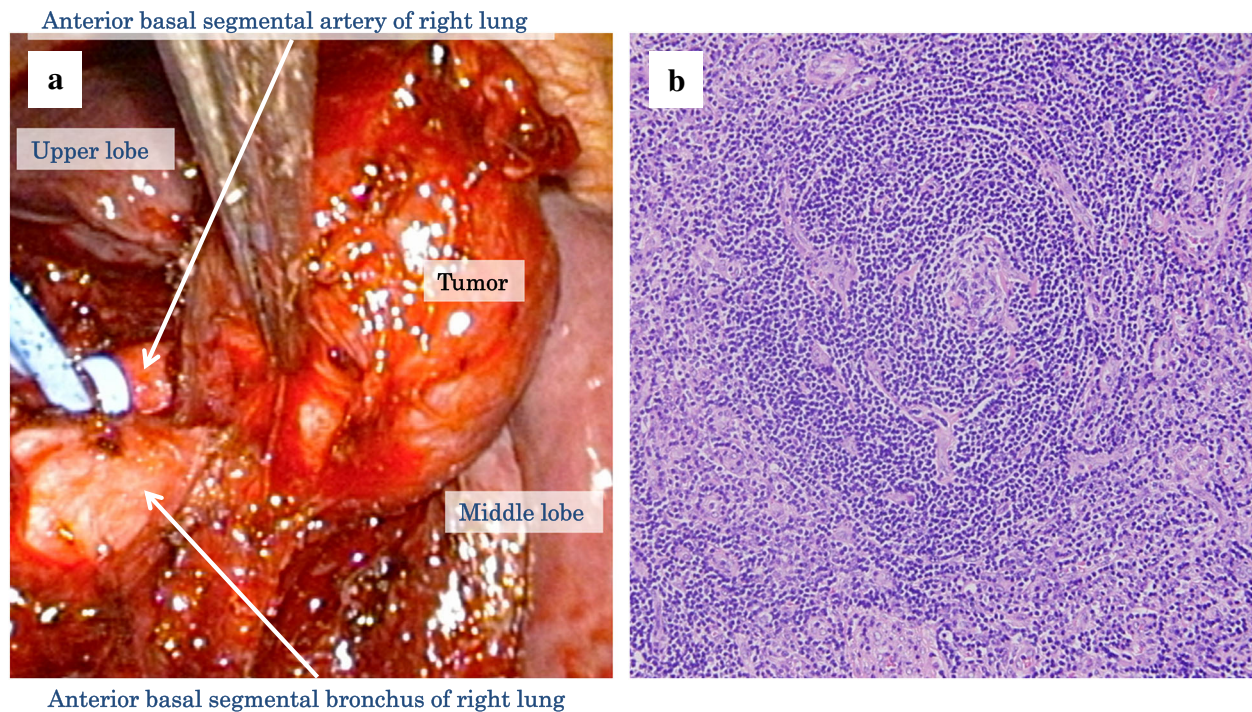 Anterior basal segmental artery of right lung
a
b
Upper lobe
Tumor
Middle lobe
Anterior basal segmental bronchus of right lung